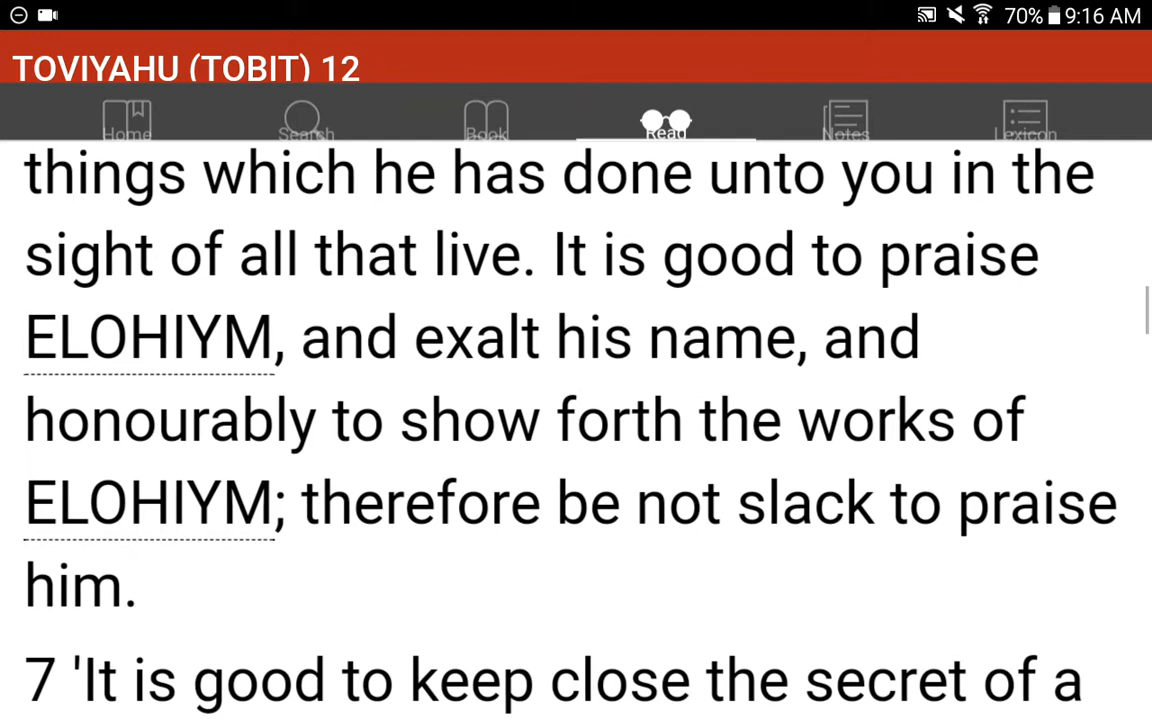 70% 9:16 AM
TOVIYAHU (TOBIT) 12
Home Search Book Read Notes Lexicon
things which he has done unto you in the
sight of all that live. It is good to praise
ELOHIYM, and exalt his name, and
honourably to show forth the works of
ELOHIYM; therefore be not slack to praise
him.
7 'It is good to keep close the secret of a